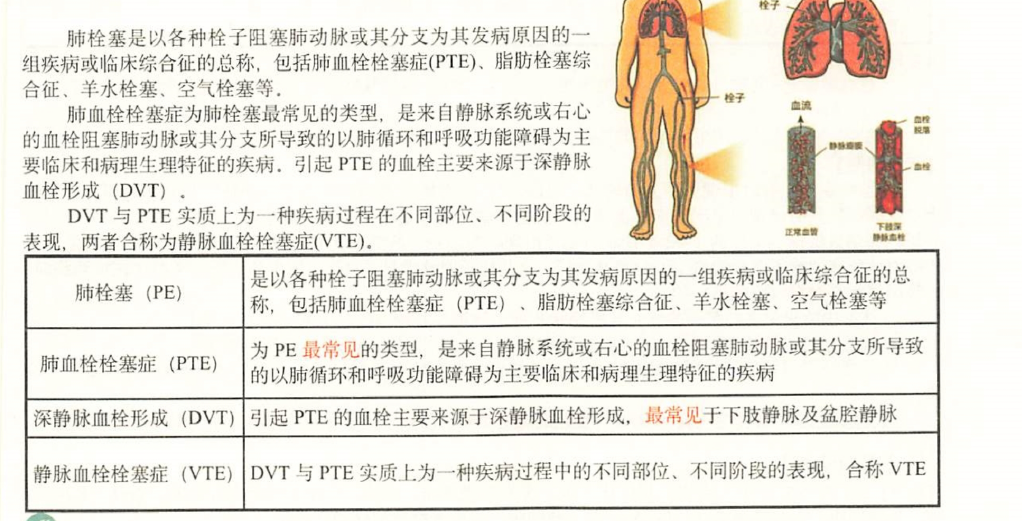 肺栓塞是以各种栓子阻塞肺动脉或其分支为其发病原因的一
组疾病或临床综合征的总称，包括肺血栓栓塞症(PTE)、脂肪栓塞综
合征、羊水栓塞、空气栓塞等。
肺血栓栓塞症为肺栓塞最常见的类型，是来自静脉系统或右心
的血栓阻塞肺动脉或其分支所导致的以肺循环和呼吸功能障碍为主
要临床和病理生理特征的疾病。引起 PTE 的血栓主要来源于深静脉
血栓形成（DVT）。
DVT 与 PTE 实质上为一种疾病过程在不同部位、不同阶段的
表现，两者合称为静脉血栓栓塞症(VTE)。
栓子
栓子
血流
血栓
脱落
静脉瓣膜
血栓
正常血管
下肢深
静脉血栓
肺栓塞（PE）
是以各种栓子阻塞肺动脉或其分支为其发病原因的一组疾病或临床综合征的总
称，包括肺血栓栓塞症（PTE）、脂肪栓塞综合征、羊水栓塞、空气栓塞等
肺血栓栓塞症（PTE）
为 PE 最常见的类型，是来自静脉系统或右心的血栓阻塞肺动脉或其分支所导致
的以肺循环和呼吸功能障碍为主要临床和病理生理特征的疾病
深静脉血栓形成（DVT）
引起 PTE 的血栓主要来源于深静脉血栓形成，最常见于下肢静脉及盆腔静脉
静脉血栓栓塞症（VTE）
DVT 与 PTE 实质上为一种疾病过程中的不同部位、不同阶段的表现，合称 VTE